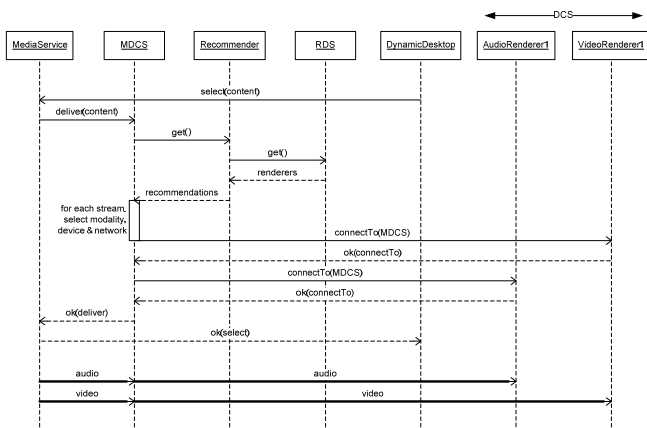 DCS
MediaService
MDCS
Recommender
RDS
DynamicDesktop
AudioRenderer1
VideoRenderer1
select(content)
deliver(content)
get()
get()
renderers
recommendations
for each stream,
select modality,
device & network
connectTo(MDCS)
ok(connectTo)
connectTo(MDCS)
ok(connectTo)
ok(deliver)
ok(select)
audio
audio
video
video